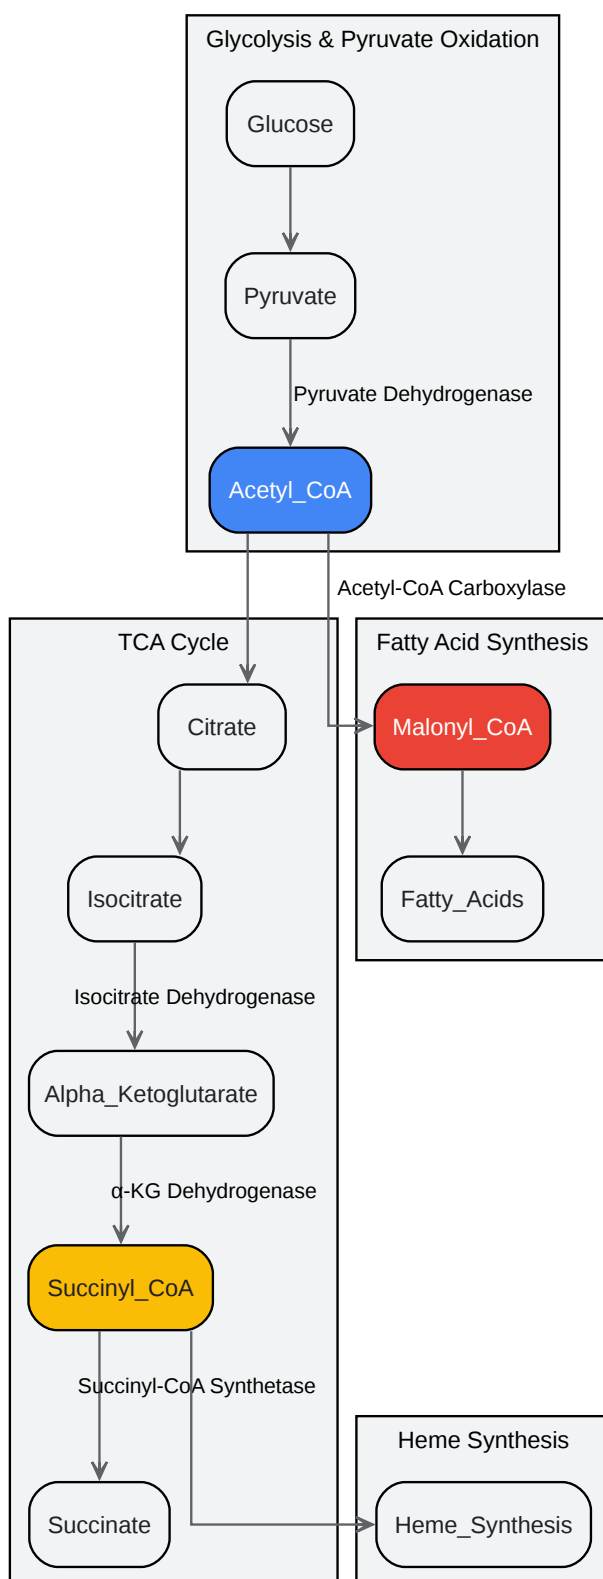 Glycolysis & Pyruvate Oxidation
Glucose
Pyruvate
Pyruvate Dehydrogenase
Acetyl_CoA
Acetyl-CoA Carboxylase
TCA Cycle
Fatty Acid Synthesis
Citrate
Malonyl_CoA
Isocitrate
Fatty_Acids
Isocitrate Dehydrogenase
Alpha_Ketoglutarate
α-KG Dehydrogenase
Succinyl_CoA
Succinyl-CoA Synthetase
Heme Synthesis
Succinate
Heme_Synthesis